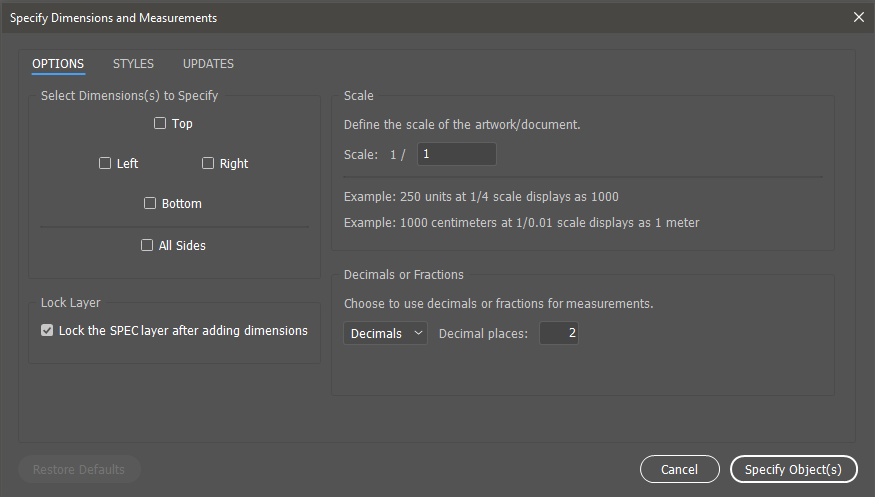 Specify Dimensions and Measurements
OPTIONS STYLES UPDATES
Select Dimensions(s) to Specify
Top
Left Right
Bottom
All Sides
Lock Layer
Lock the SPEC layer after adding dimensions
Scale
Define the scale of the artwork/document.
Scale: 1 / 1
Example: 250 units at 1/4 scale displays as 1000
Example: 1000 centimeters at 1/0.01 scale displays as 1 meter
Decimals or Fractions
Choose to use decimals or fractions for measurements.
Decimals Decimal places: 2
Restore Defaults Cancel Specify Object(s)